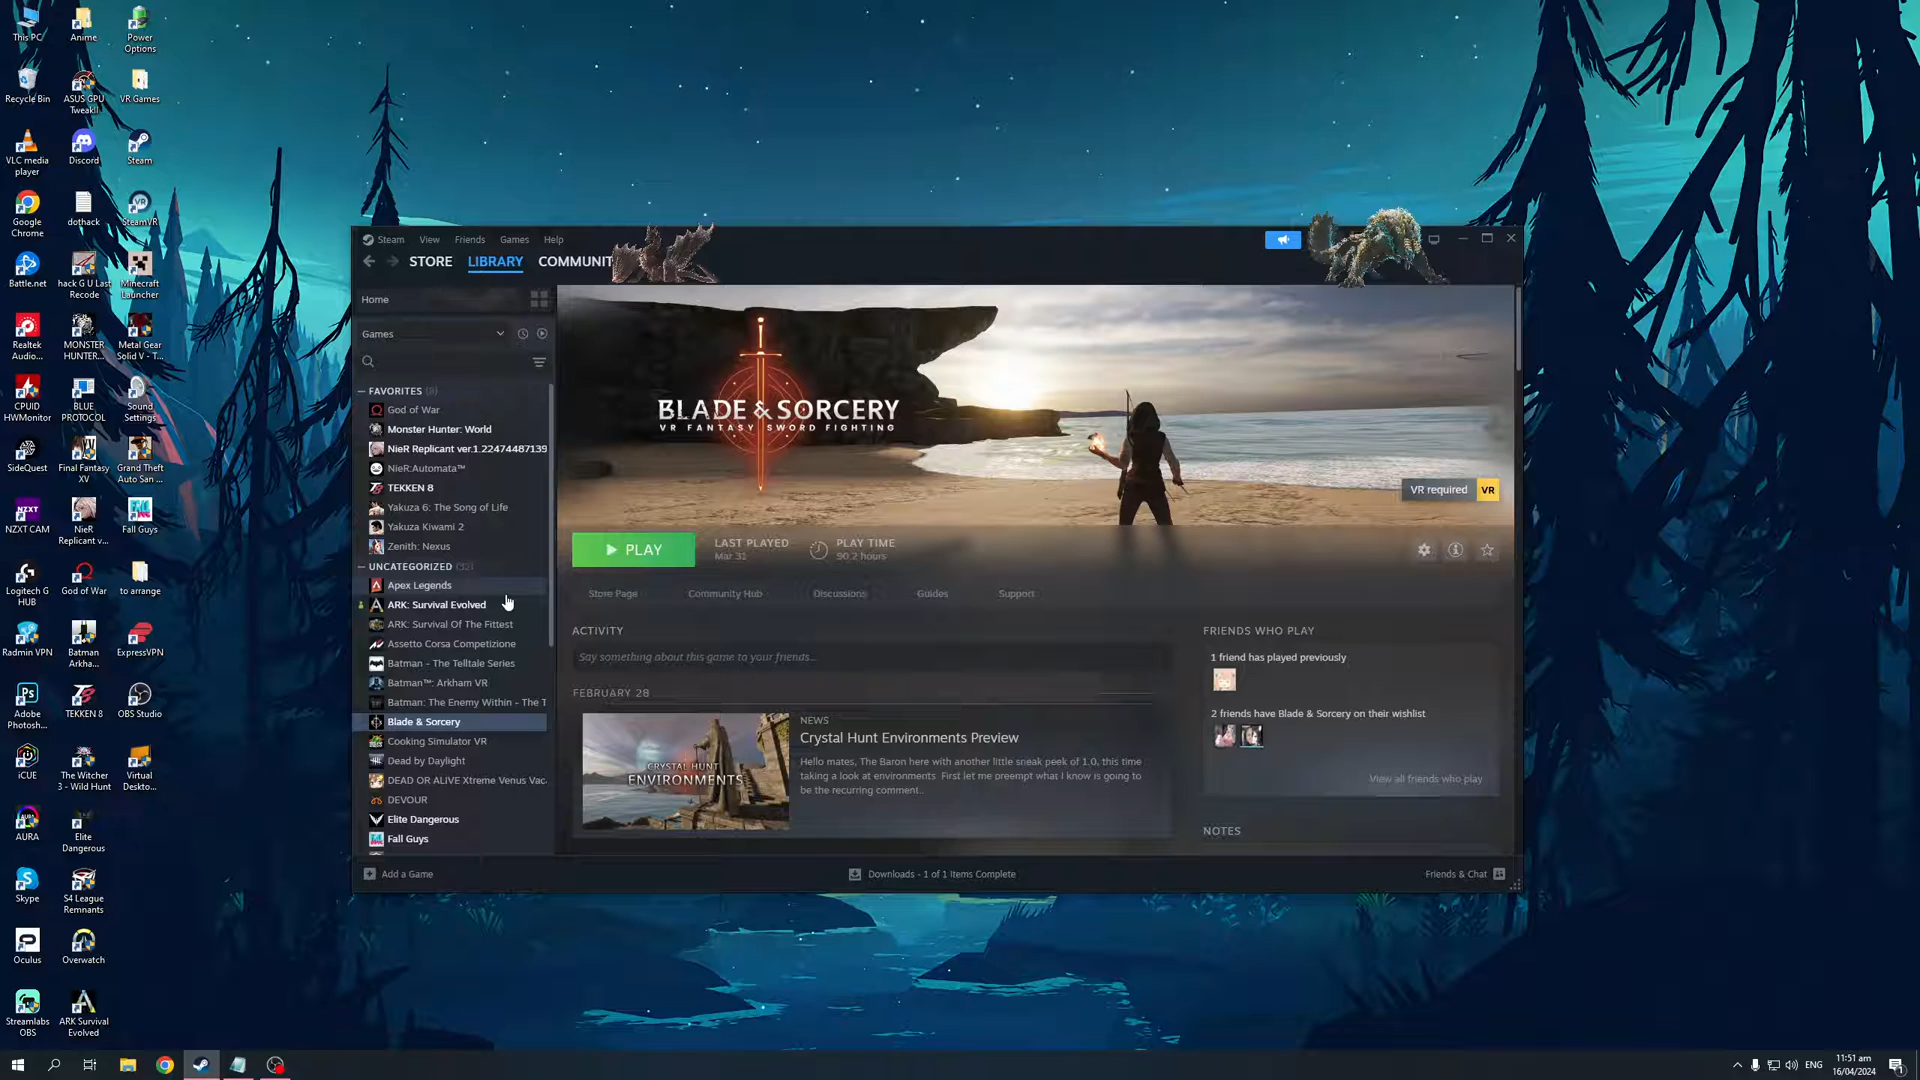 This PC
Anime
Power
Options
Recycle Bin
ASUS GPU
TweakII
VR Games
VLC media
player
Discord
Steam
Google
Chrome
dothack
SteamVR
Battle.net
hack G U Last
Recode
Minecraft
Launcher
Realtek
Audio...
MONSTER
HUNTER:...
Metal Gear
Solid V - T...
CPUID
HWMonitor
BLUE
PROTOCOL
Sound
Settings
SideQuest
Final Fantasy
XV
Grand Theft
Auto San ...
NZXT
NZXT CAM
NieR
Replicant v...
Fall Guys
Logitech G
HUB
God of War
to arrange
Radmin VPN
Batman
Arkha...
ExpressVPN
Adobe
Photosh...
TEKKEN 8
OBS Studio
iCUE
The Witcher
3 - Wild Hunt
Virtual
Deskto...
AURA
Elite
Dangerous
Skype
S4 League
Remnants
Oculus
Overwatch
Streamlabs
OBS
ARK Survival
Evolved
Steam View Friends Games Help
STORE LIBRARY COMMUNIT
Home
Games
FAVORITES (8)
God of War
Monster Hunter: World
NieR Replicant ver.1.22474487139
NieR:Automata™
TEKKEN 8
Yakuza 6: The Song of Life
Yakuza Kiwami 2
Zenith: Nexus
UNCATEGORIZED (32)
Apex Legends
ARK: Survival Evolved
ARK: Survival Of The Fittest
Assetto Corsa Competizione
Batman - The Telltale Series
Batman™: Arkham VR
Batman: The Enemy Within - The T
Blade & Sorcery
Cooking Simulator VR
Dead by Daylight
DEAD OR ALIVE Xtreme Venus Vac
DEVOUR
Elite Dangerous
Fall Guys
Add a Game
BLADE & SORCERY
VR FANTASY SWORD FIGHTING
VR required VR
PLAY
LAST PLAYED
Mar 31
PLAY TIME
90.2 hours
Store Page Community Hub Discussions Guides Support
ACTIVITY
Say something about this game to your friends...
FEBRUARY 28
CRYSTAL HUNT
ENVIRONMENTS
NEWS
Crystal Hunt Environments Preview
Hello mates, The Baron here with another little sneak peek of 1.0, this time
taking a look at environments. First let me preempt what I know is going to
be the recurring comment...
FRIENDS WHO PLAY
1 friend has played previously
2 friends have Blade & Sorcery on their wishlist
View all friends who play
NOTES
Downloads - 1 of 1 Items Complete
Friends & Chat
ENG
11:51 am
16/04/2024